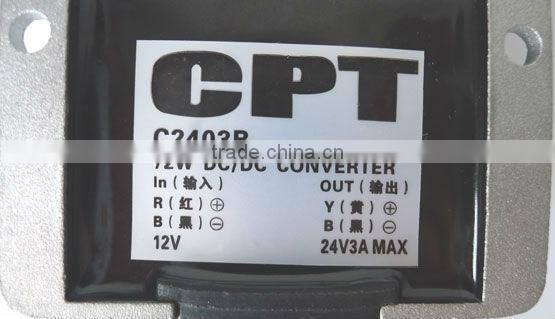 CPT
C2403B
72W DC/DC CONVERTER
trade.china.cn
In (输入) OUT (输出)
R (红) ⊕ Y (黄) ⊕
B (黑) ⊖ B (黑) ⊖
12V 24V3A MAX